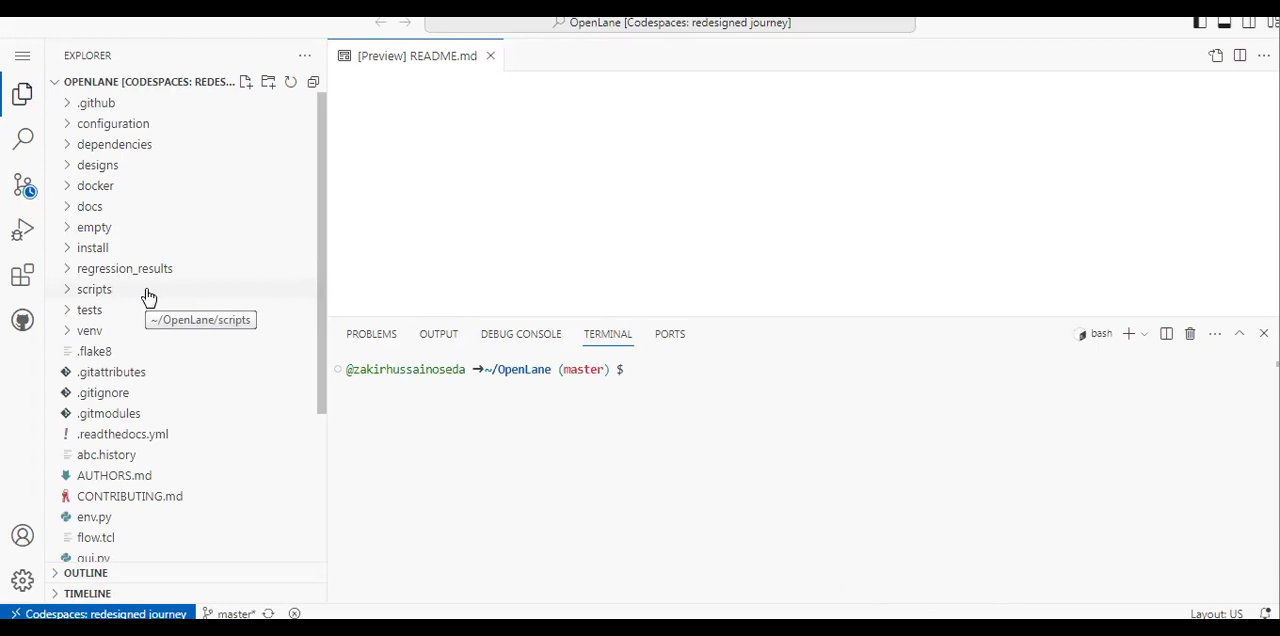 OpenLane [Codespaces: redesigned journey]
EXPLORER
OPENLANE [CODESPACES: REDES...
.github
configuration
dependencies
designs
docker
docs
empty
install
regression_results
scripts
~/OpenLane/scripts
tests
venv
.flake8
.gitattributes
.gitignore
.gitmodules
.readthedocs.yml
abc.history
AUTHORS.md
CONTRIBUTING.md
env.py
flow.tcl
gui.py
OUTLINE
TIMELINE
[Preview] README.md
PROBLEMS OUTPUT DEBUG CONSOLE TERMINAL PORTS
bash
@zakirhussainoseda ➜~/OpenLane (master) $
Codespaces: redesigned journey master* Layout: US